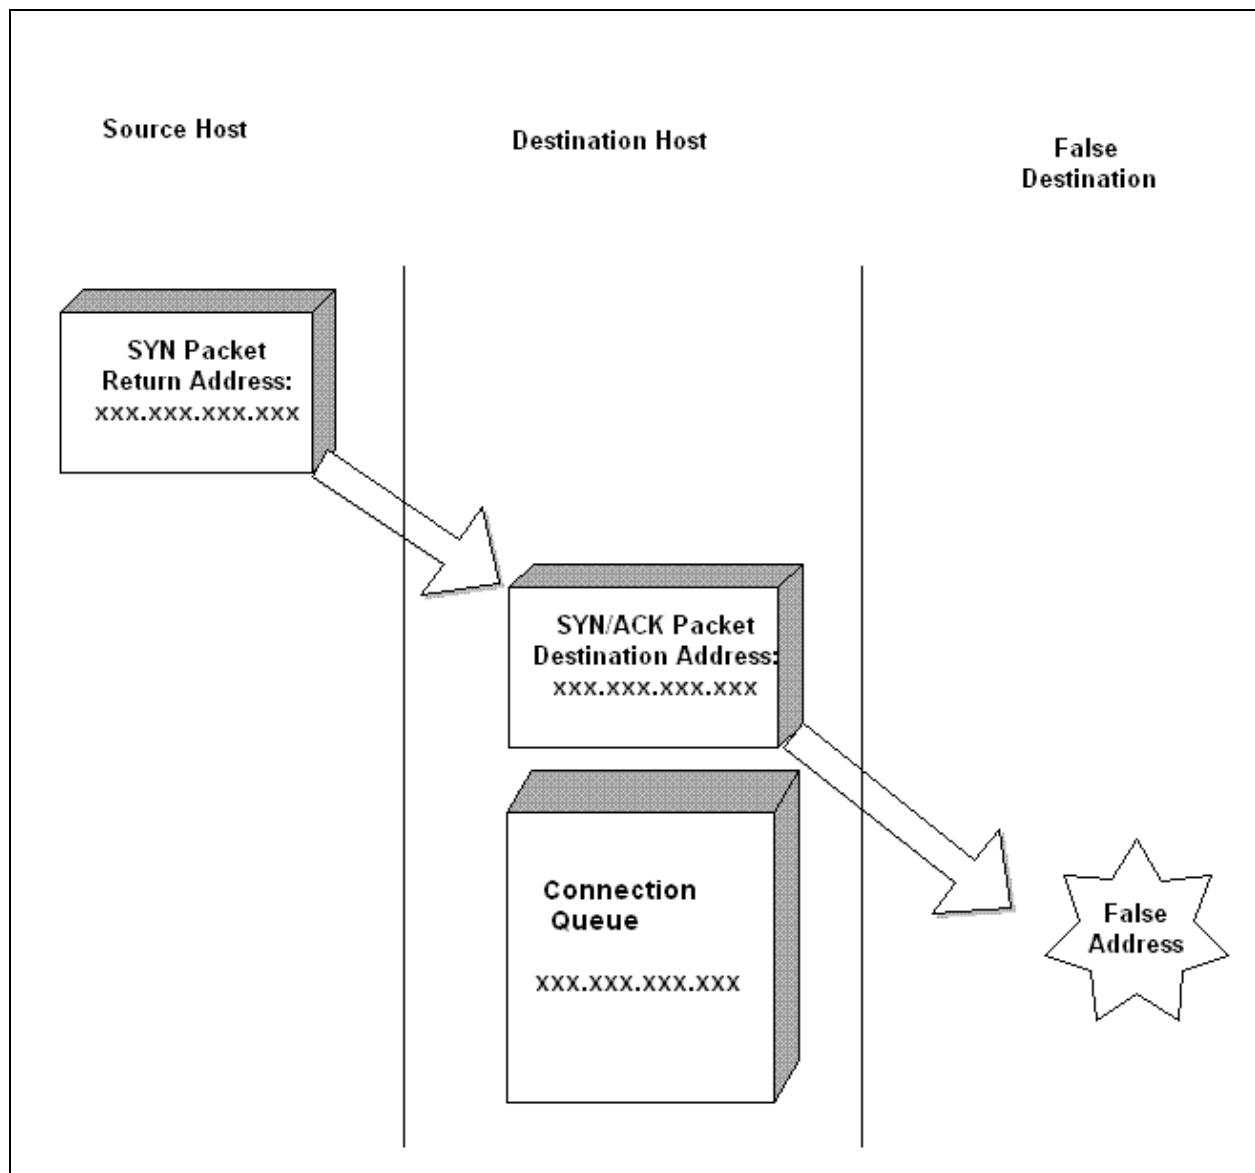 Source Host
Destination Host
False
Destination
SYN Packet
Return Address:
xxx.xxx.xxx.xxx
SYN/ACK Packet
Destination Address:
xxx.xxx.xxx.xxx
Connection
Queue
xxx.xxx.xxx.xxx
False
Address